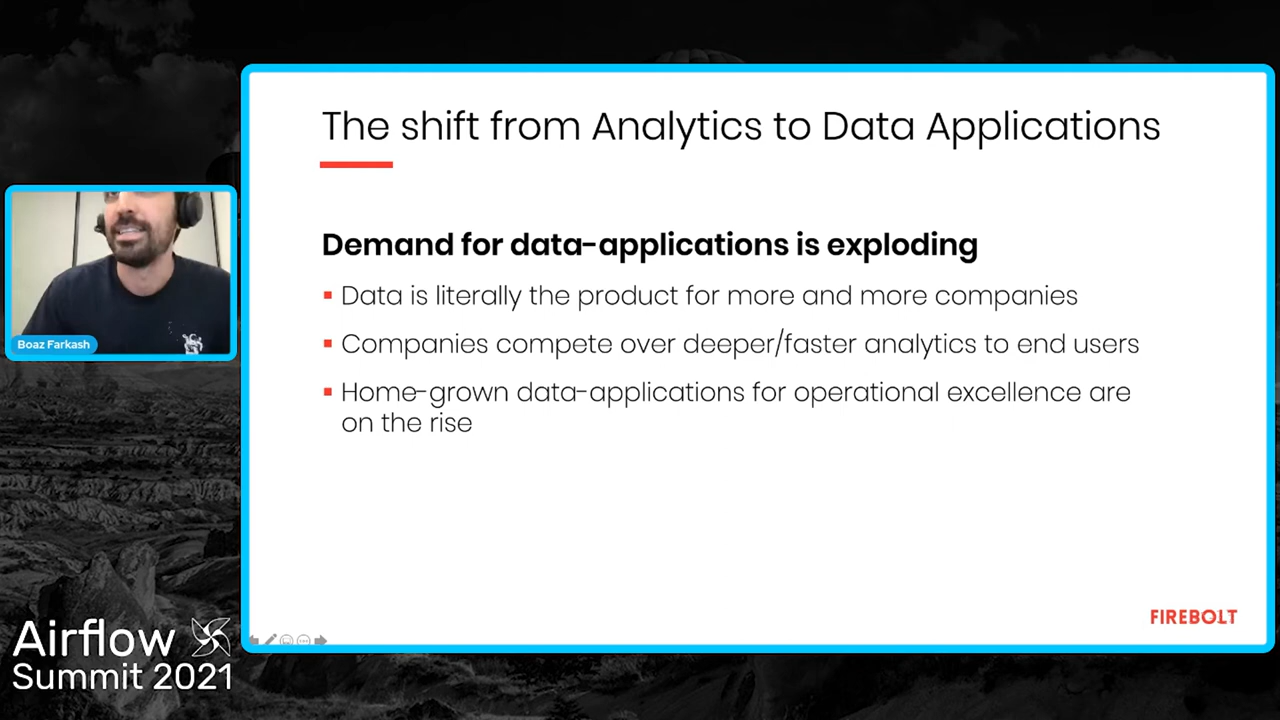 The shift from Analytics to Data Applications
Demand for data-applications is exploding
Data is literally the product for more and more companies
Companies compete over deeper/faster analytics to end users
Home-grown data-applications for operational excellence are
on the rise
Boaz Farkash
FIREBOLT
Airflow
Summit 2021